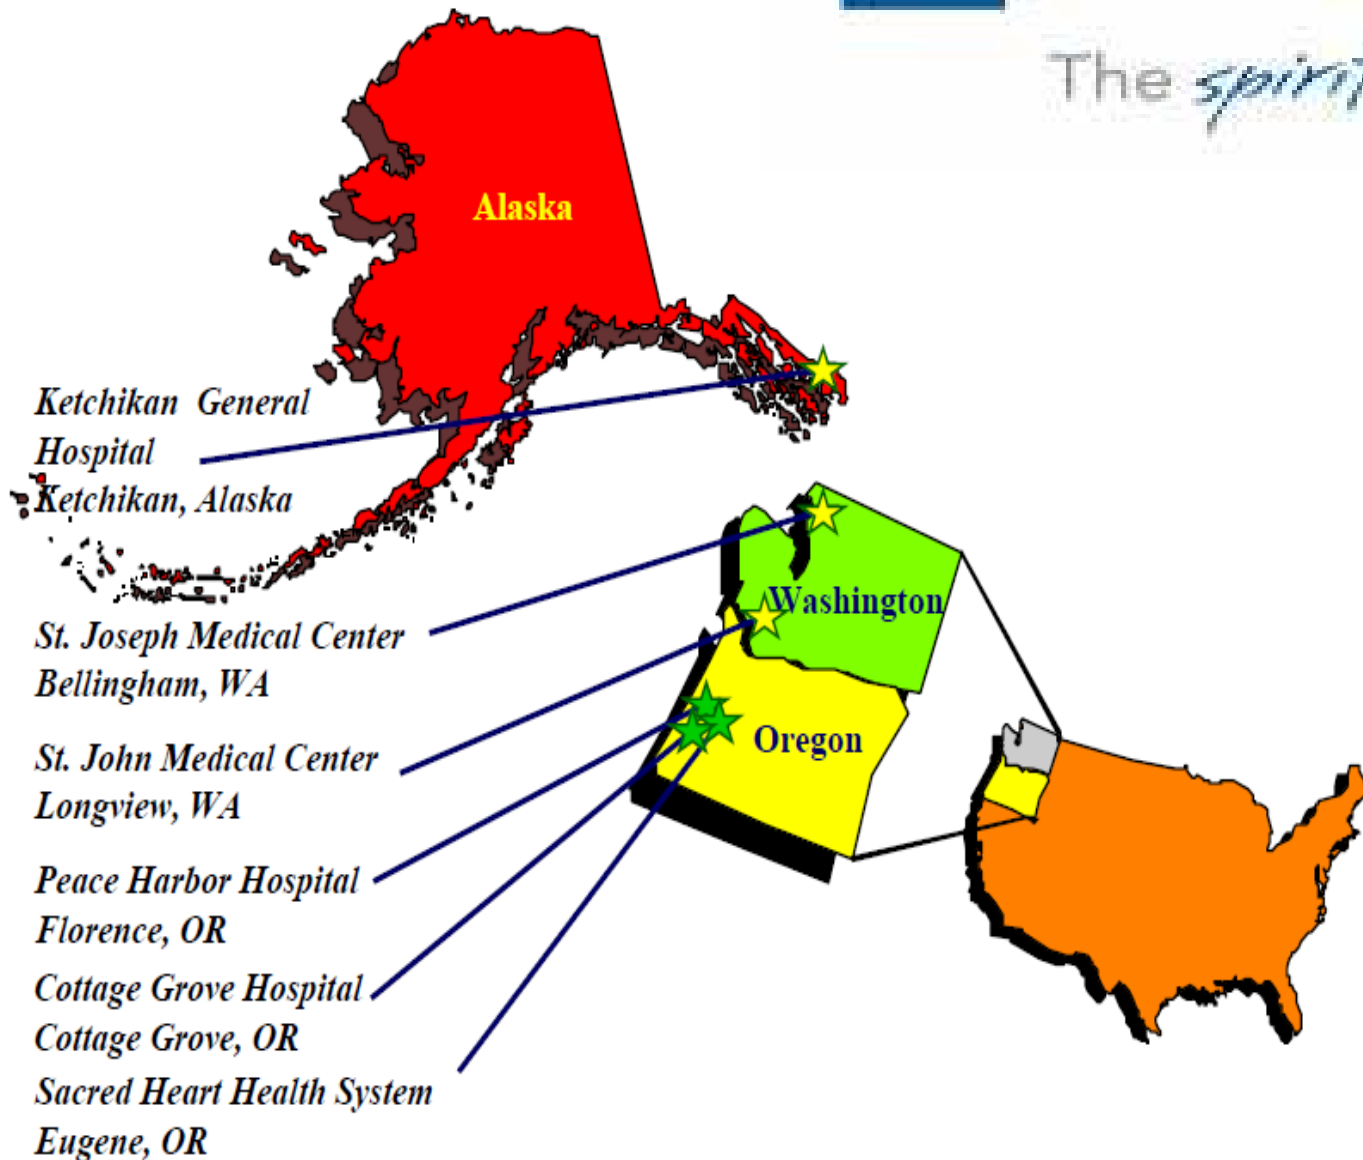 The spirit
Alaska
Ketchikan General
Hospital
Ketchikan, Alaska
Washington
St. Joseph Medical Center
Bellingham, WA
Oregon
St. John Medical Center
Longview, WA
Peace Harbor Hospital
Florence, OR
Cottage Grove Hospital
Cottage Grove, OR
Sacred Heart Health System
Eugene, OR